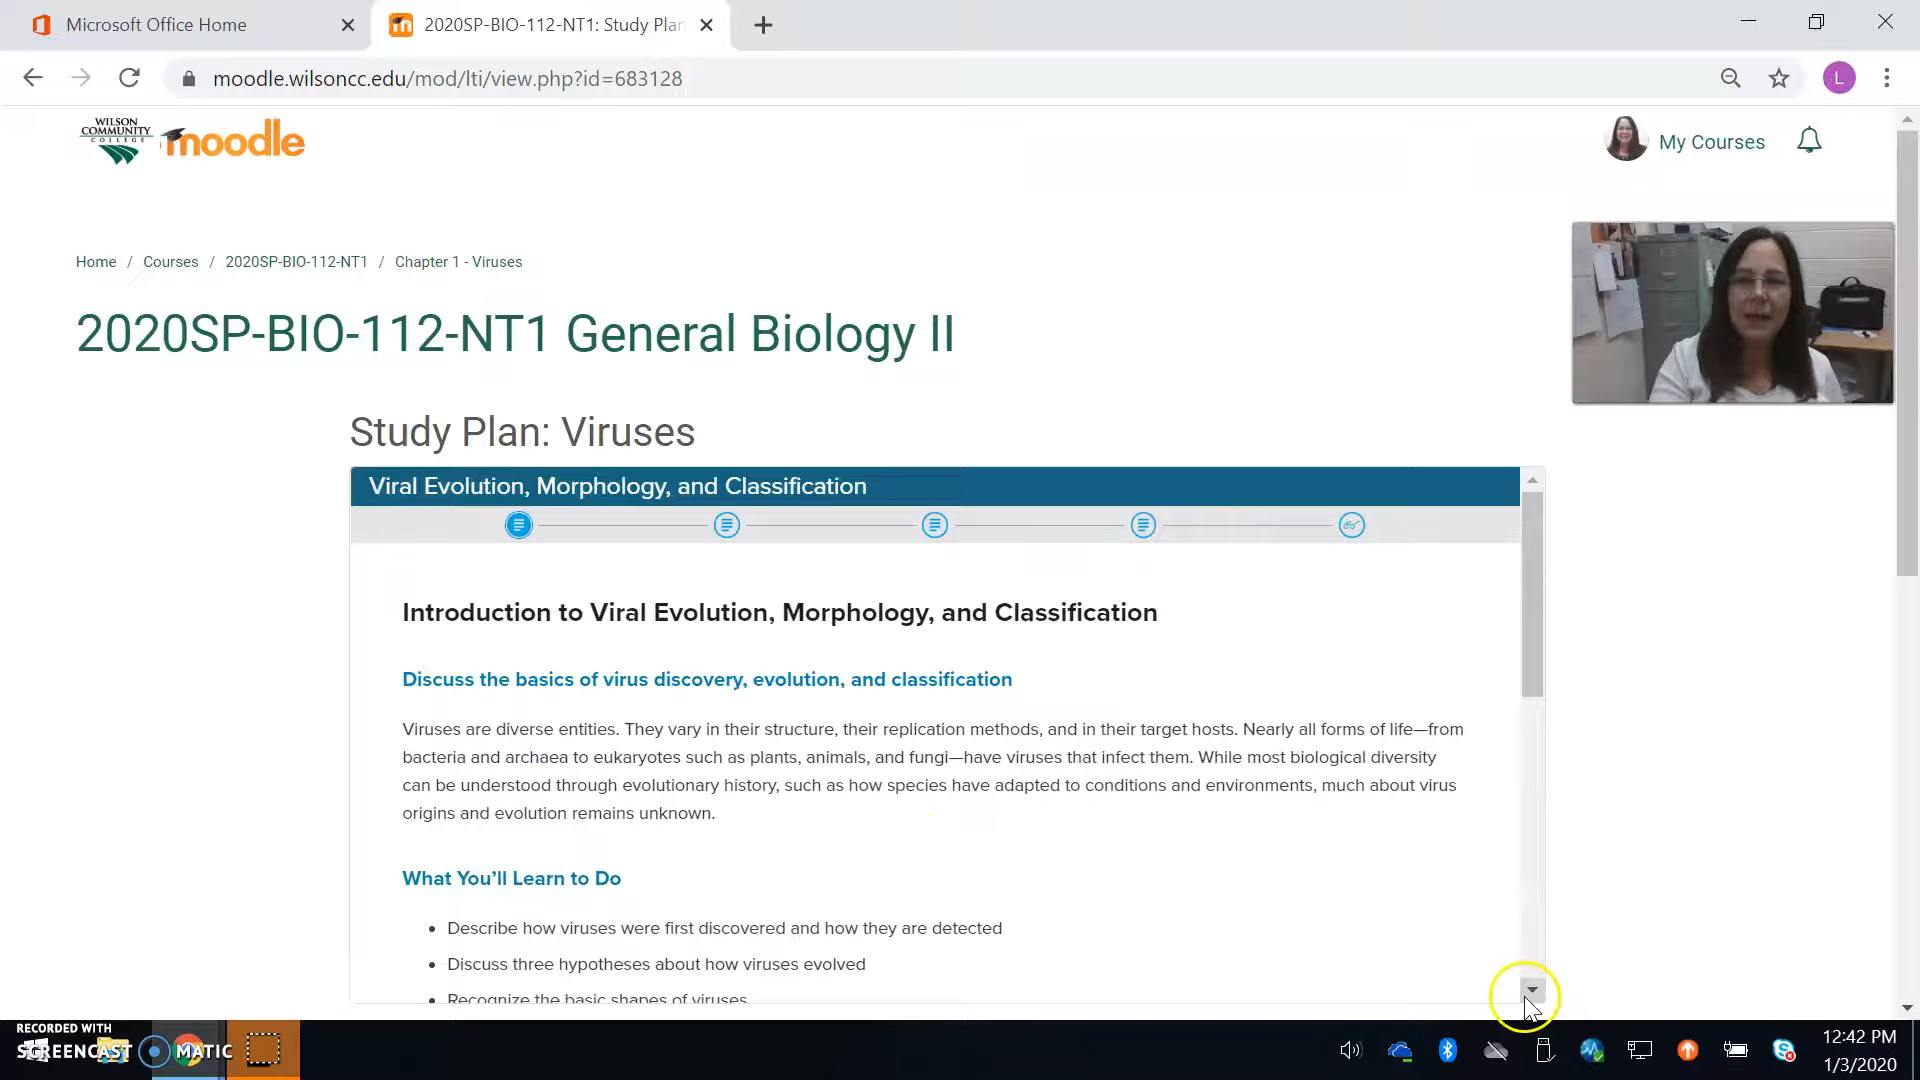 Microsoft Office Home
2020SP-BIO-112-NT1: Study Plan
moodle.wilsoncc.edu/mod/lti/view.php?id=683128
L
WILSON
COMMUNITY
COLLEGE
moodle
My Courses
Home / Courses / 2020SP-BIO-112-NT1 / Chapter 1 - Viruses
2020SP-BIO-112-NT1 General Biology II
Study Plan: Viruses
Viral Evolution, Morphology, and Classification
Introduction to Viral Evolution, Morphology, and Classification
Discuss the basics of virus discovery, evolution, and classification
Viruses are diverse entities. They vary in their structure, their replication methods, and in their target hosts. Nearly all forms of life—from
bacteria and archaea to eukaryotes such as plants, animals, and fungi—have viruses that infect them. While most biological diversity
can be understood through evolutionary history, such as how species have adapted to conditions and environments, much about virus
origins and evolution remains unknown.
What You'll Learn to Do
• Describe how viruses were first discovered and how they are detected
• Discuss three hypotheses about how viruses evolved
• Recognize the basic shapes of viruses
RECORDED WITH
SCREENCAST MATIC
12:42 PM
1/3/2020